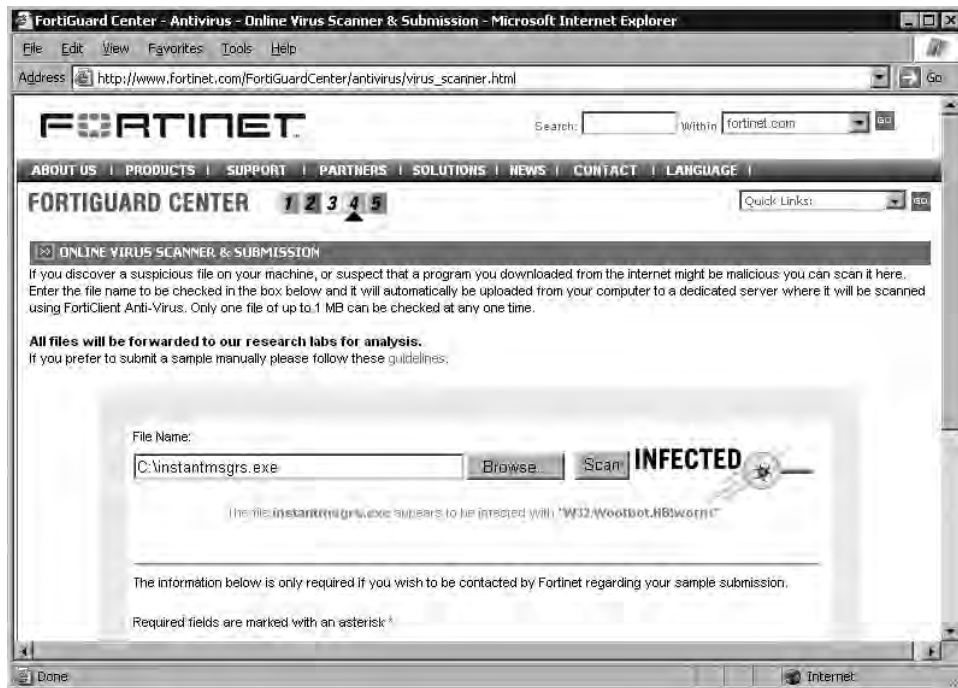 FortiGuard Center - Antivirus - Online Virus Scanner & Submission - Microsoft Internet Explorer
File Edit View Favorites Tools Help
Address http://www.fortinet.com/FortiGuardCenter/antivirus/virus_scanner.html Go
FORTINET Search: Within fortinet.com GO
ABOUT US | PRODUCTS | SUPPORT | PARTNERS | SOLUTIONS | NEWS | CONTACT | LANGUAGE |
FORTIGUARD CENTER 1 2 3 4 5 Quick Links: GO
>> ONLINE VIRUS SCANNER & SUBMISSION
If you discover a suspicious file on your machine, or suspect that a program you downloaded from the internet might be malicious you can scan it here.
Enter the file name to be checked in the box below and it will automatically be uploaded from your computer to a dedicated server where it will be scanned
using FortiClient Anti-Virus. Only one file of up to 1 MB can be checked at any one time.
All files will be forwarded to our research labs for analysis.
If you prefer to submit a sample manually please follow these guidelines.
File Name:
C:\instantmsgrs.exe Browse... Scan INFECTED
The file instantmsgrs.exe appears to be infected with "W32/Wootbot.HB!worm"
The information below is only required if you wish to be contacted by Fortinet regarding your sample submission.
Required fields are marked with an asterisk *
Done Internet